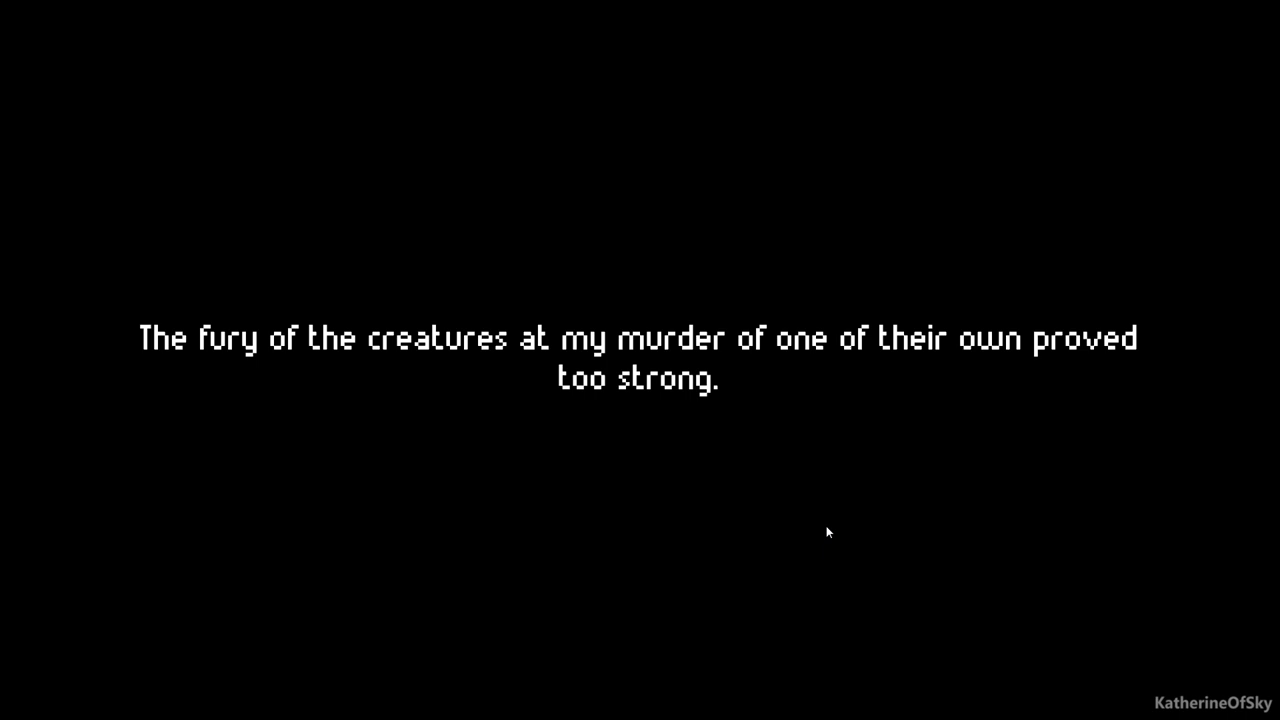 The fury of the creatures at my murder of one of their own proved
too strong.
KatherineOfSky